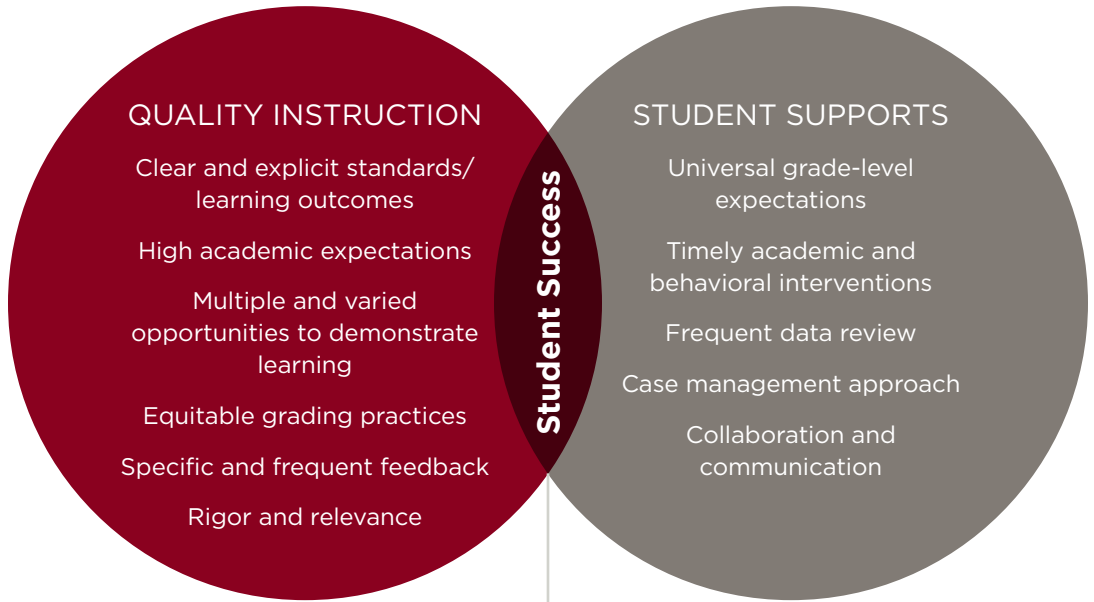 QUALITY INSTRUCTION
Clear and explicit standards/
learning outcomes
High academic expectations
Multiple and varied
opportunities to demonstrate
learning
Equitable grading practices
Specific and frequent feedback
Rigor and relevance
Student Success
STUDENT SUPPORTS
Universal grade-level
expectations
Timely academic and
behavioral interventions
Frequent data review
Case management approach
Collaboration and
communication